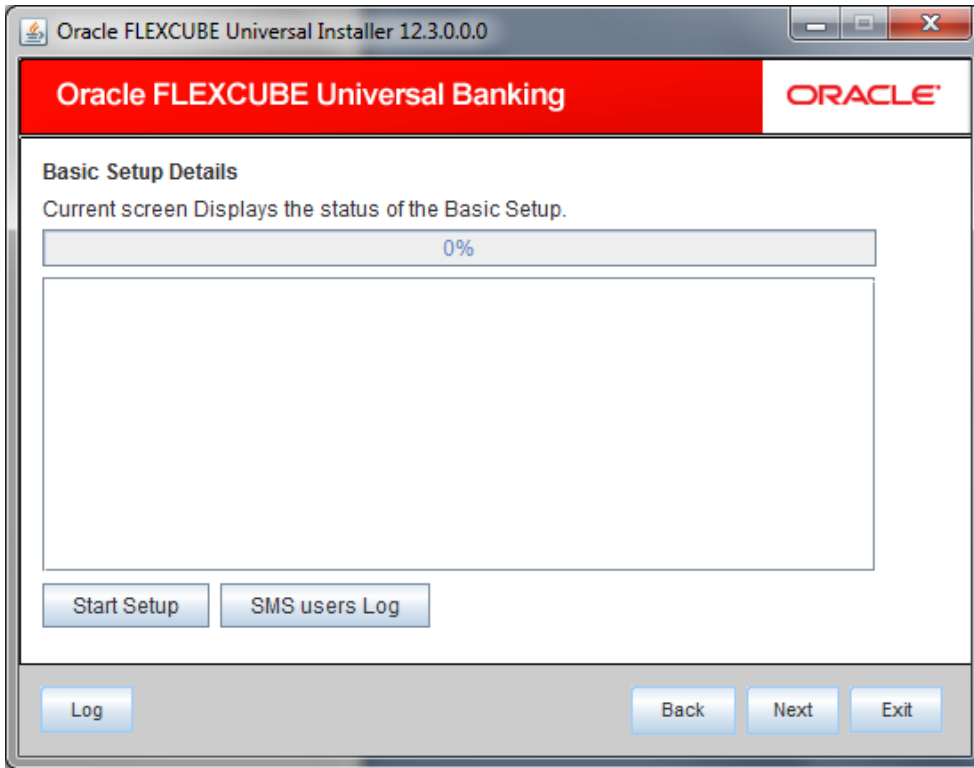 Oracle FLEXCUBE Universal Installer 12.3.0.0.0
Oracle FLEXCUBE Universal Banking
ORACLE
Basic Setup Details
Current screen Displays the status of the Basic Setup.
0%
Start Setup SMS users Log
Log Back Next Exit